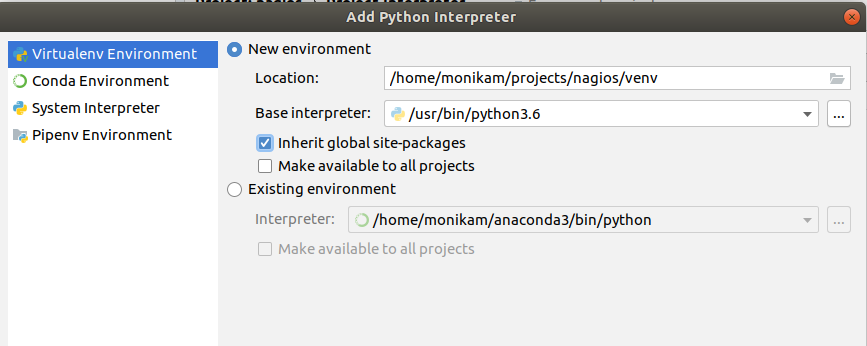 Add Python Interpreter
Virtualenv Environment
Conda Environment
System Interpreter
Pipenv Environment
New environment
Location: /home/monikam/projects/nagios/venv
Base interpreter: /usr/bin/python3.6 ...
Inherit global site-packages
Make available to all projects
Existing environment
Interpreter: /home/monikam/anaconda3/bin/python ...
Make available to all projects